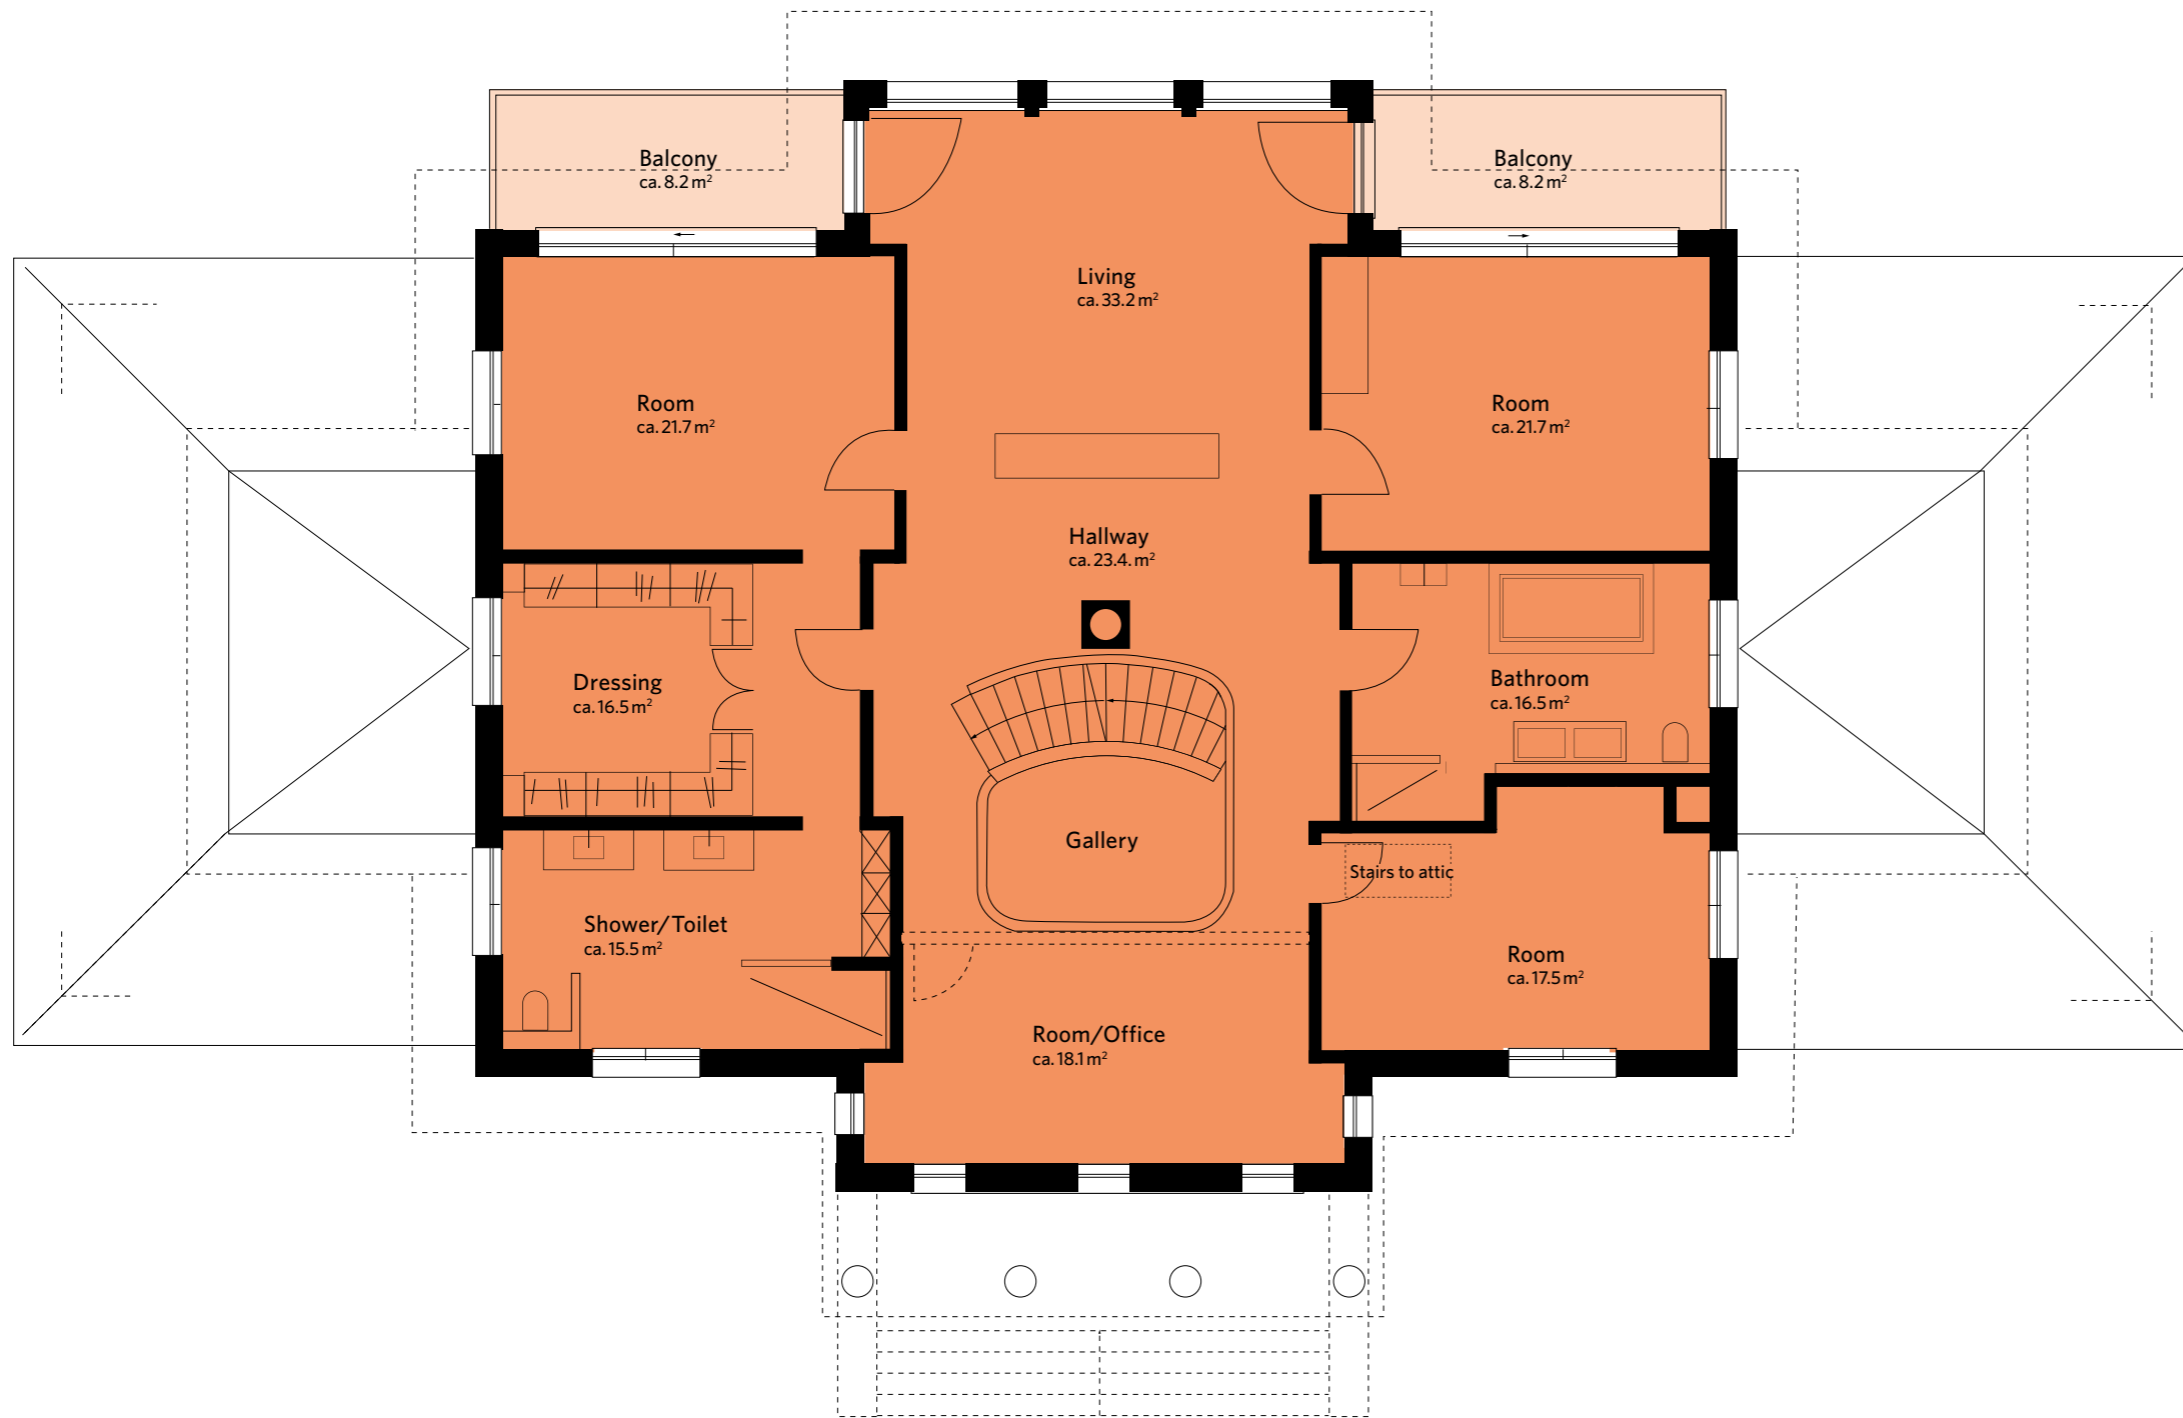 Balcony
ca. 8.2 m²
Balcony
ca. 8.2 m²
Living
ca. 33.2 m²
Room
ca. 21.7 m²
Room
ca. 21.7 m²
Hallway
ca. 23.4. m²
Dressing
ca. 16.5 m²
Bathroom
ca. 16.5 m²
Gallery
Stairs to attic
Shower/Toilet
ca. 15.5 m²
Room
ca. 17.5 m²
Room/Office
ca. 18.1 m²